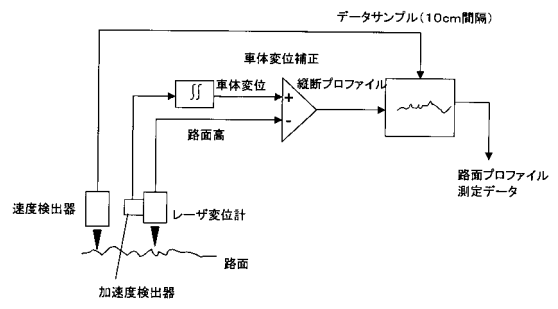 データサンプル(10cm間隔)
車体変位補正
∬
車体変位
縦断プロファイル
+
-
路面高
路面プロファイル
測定データ
速度検出器
レーザ変位計
路面
加速度検出器